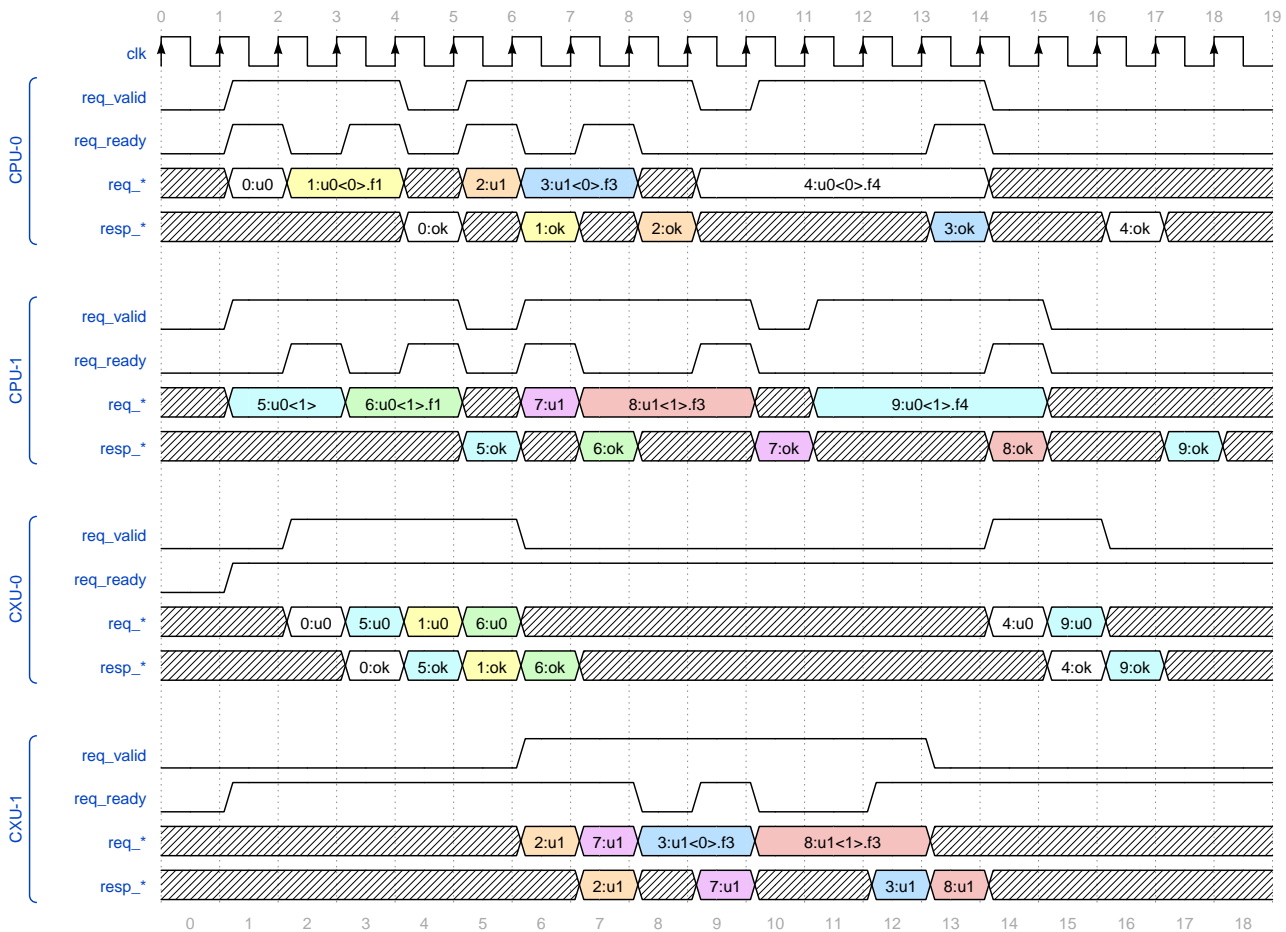 0 1 2 3 4 5 6 7 8 9 10 11 12 13 14 15 16 17 18 19
clk
CPU-0
req_valid
req_ready
req_* 0:u0 1:u0<0>.f1 2:u1 3:u1<0>.f3 4:u0<0>.f4
resp_* 0:ok 1:ok 2:ok 3:ok 4:ok
CPU-1
req_valid
req_ready
req_* 5:u0<1> 6:u0<1>.f1 7:u1 8:u1<1>.f3 9:u0<1>.f4
resp_* 5:ok 6:ok 7:ok 8:ok 9:ok
CXU-0
req_valid
req_ready
req_* 0:u0 5:u0 1:u0 6:u0 4:u0 9:u0
resp_* 0:ok 5:ok 1:ok 6:ok 4:ok 9:ok
CXU-1
req_valid
req_ready
req_* 2:u1 7:u1 3:u1<0>.f3 8:u1<1>.f3
resp_* 2:u1 7:u1 3:u1 8:u1
0 1 2 3 4 5 6 7 8 9 10 11 12 13 14 15 16 17 18